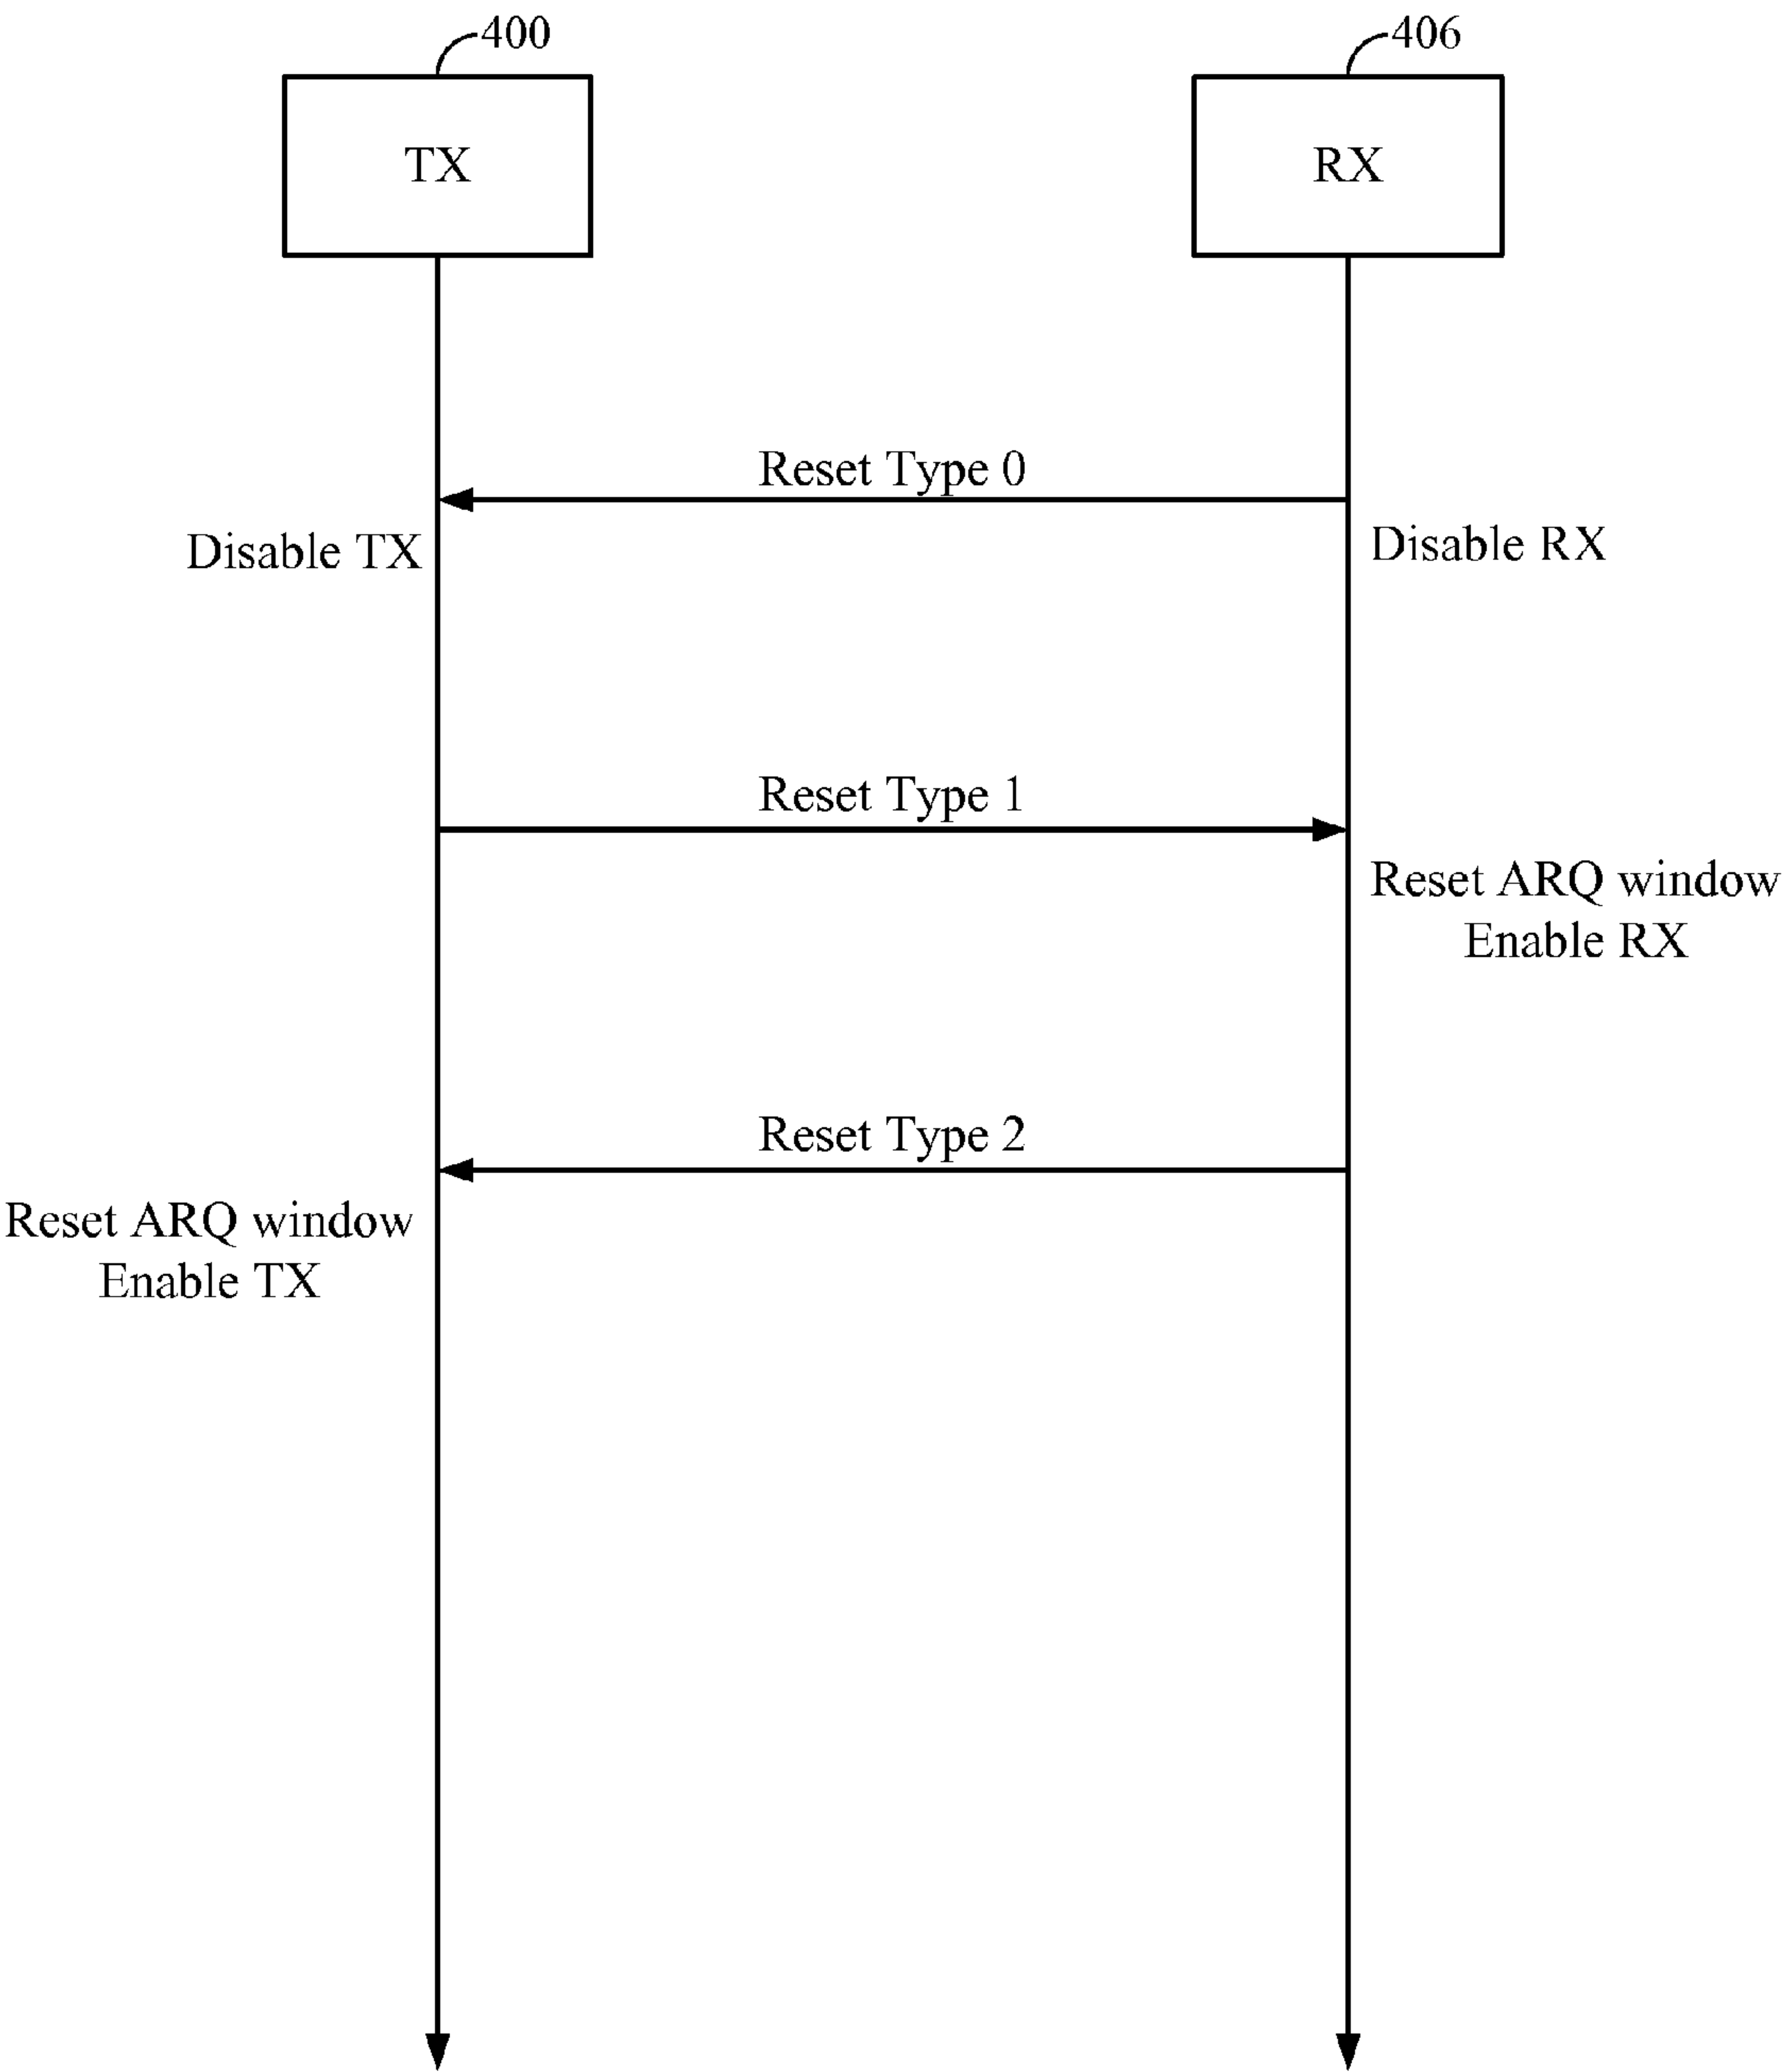 400
406
TX
RX
Reset Type 0
Disable TX
Disable RX
Reset Type 1
Reset ARQ window
Enable RX
Reset Type 2
Reset ARQ window
Enable TX